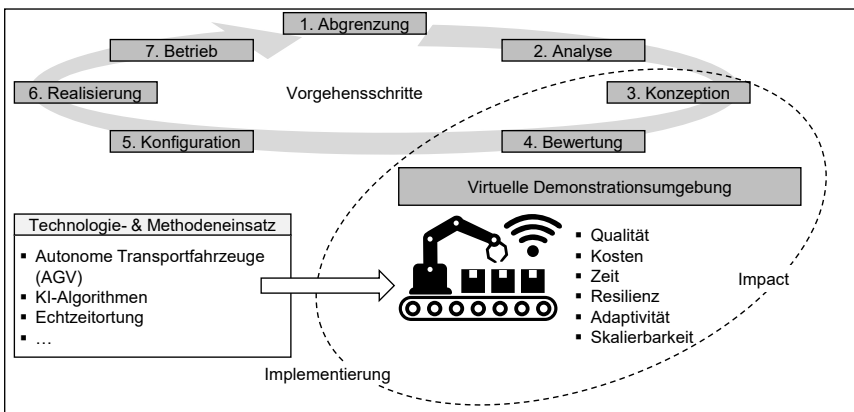 1. Abgrenzung
7. Betrieb
2. Analyse
6. Realisierung
Vorgehensschritte
3. Konzeption
5. Konfiguration
4. Bewertung
Virtuelle Demonstrationsumgebung
Technologie- & Methodeneinsatz
▪ Autonome Transportfahrzeuge
(AGV)
▪ KI-Algorithmen
▪ Echtzeitortung
▪ …
▪ Qualität
▪ Kosten
▪ Zeit
▪ Resilienz
▪ Adaptivität
▪ Skalierbarkeit
Impact
Implementierung